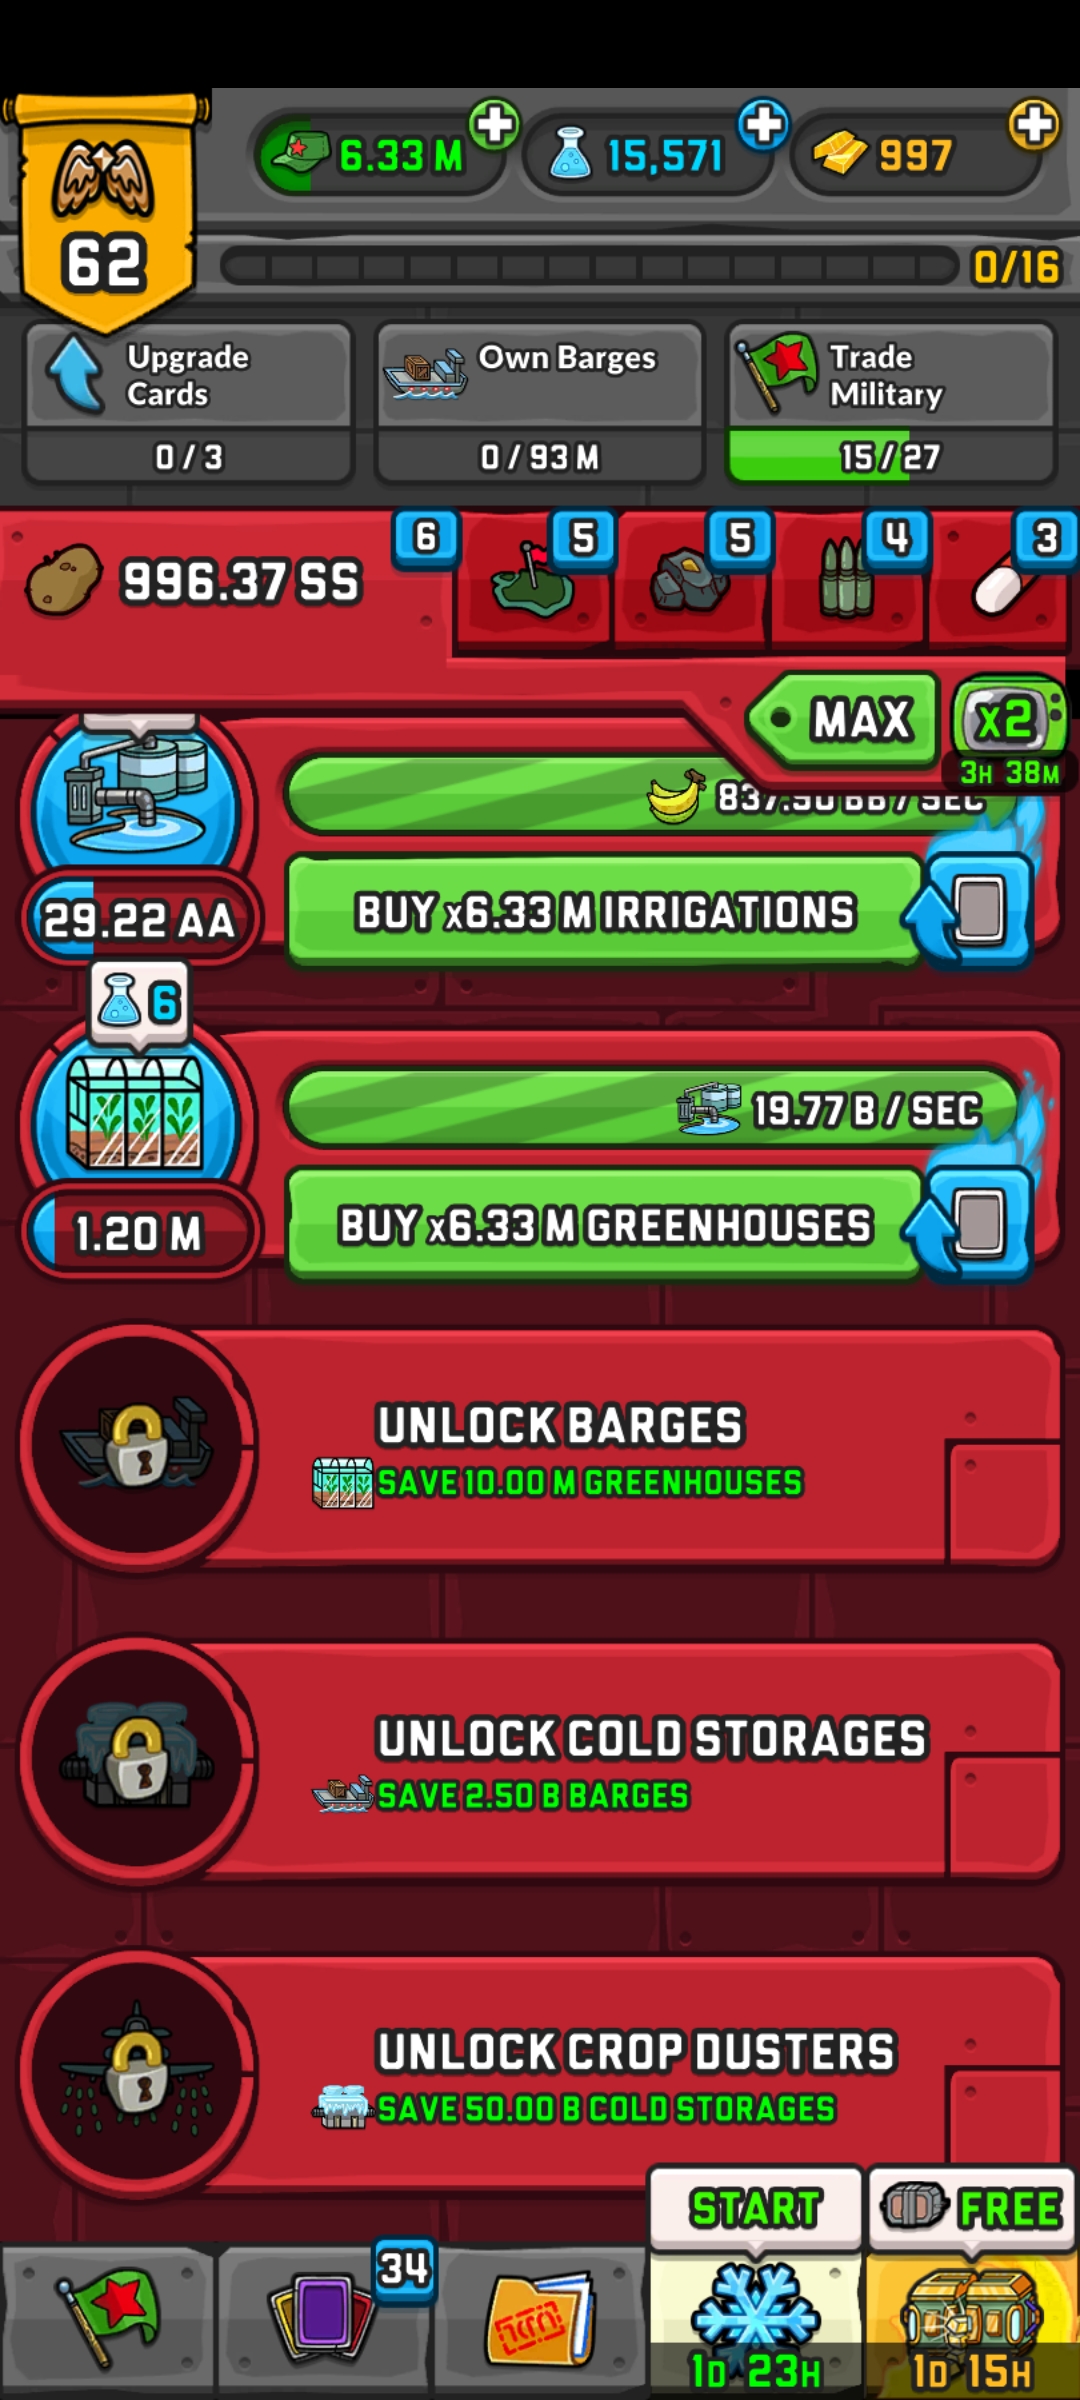 6.33 M
15,571
997
62
0/16
Upgrade
Cards
0 / 3
Own Barges
0 / 93 M
Trade
Military
15 / 27
996.37 SS
6
5
5
4
3
MAX
x2
3H 38M
837.50 BB / SEC
BUY x6.33 M IRRIGATIONS
29.22 AA
6
19.77 B / SEC
BUY x6.33 M GREENHOUSES
1.20 M
UNLOCK BARGES
SAVE 10.00 M GREENHOUSES
UNLOCK COLD STORAGES
SAVE 2.50 B BARGES
UNLOCK CROP DUSTERS
SAVE 50.00 B COLD STORAGES
START
FREE
34
1D 23H
1D 15H